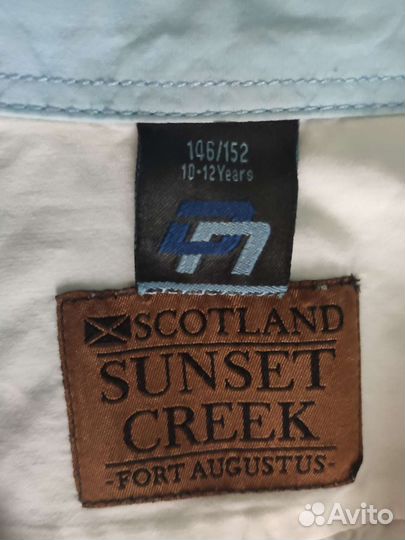 146/152
10-12Years
SCOTLAND
SUNSET
CREEK
-FORT AUGUSTUS-
Avito